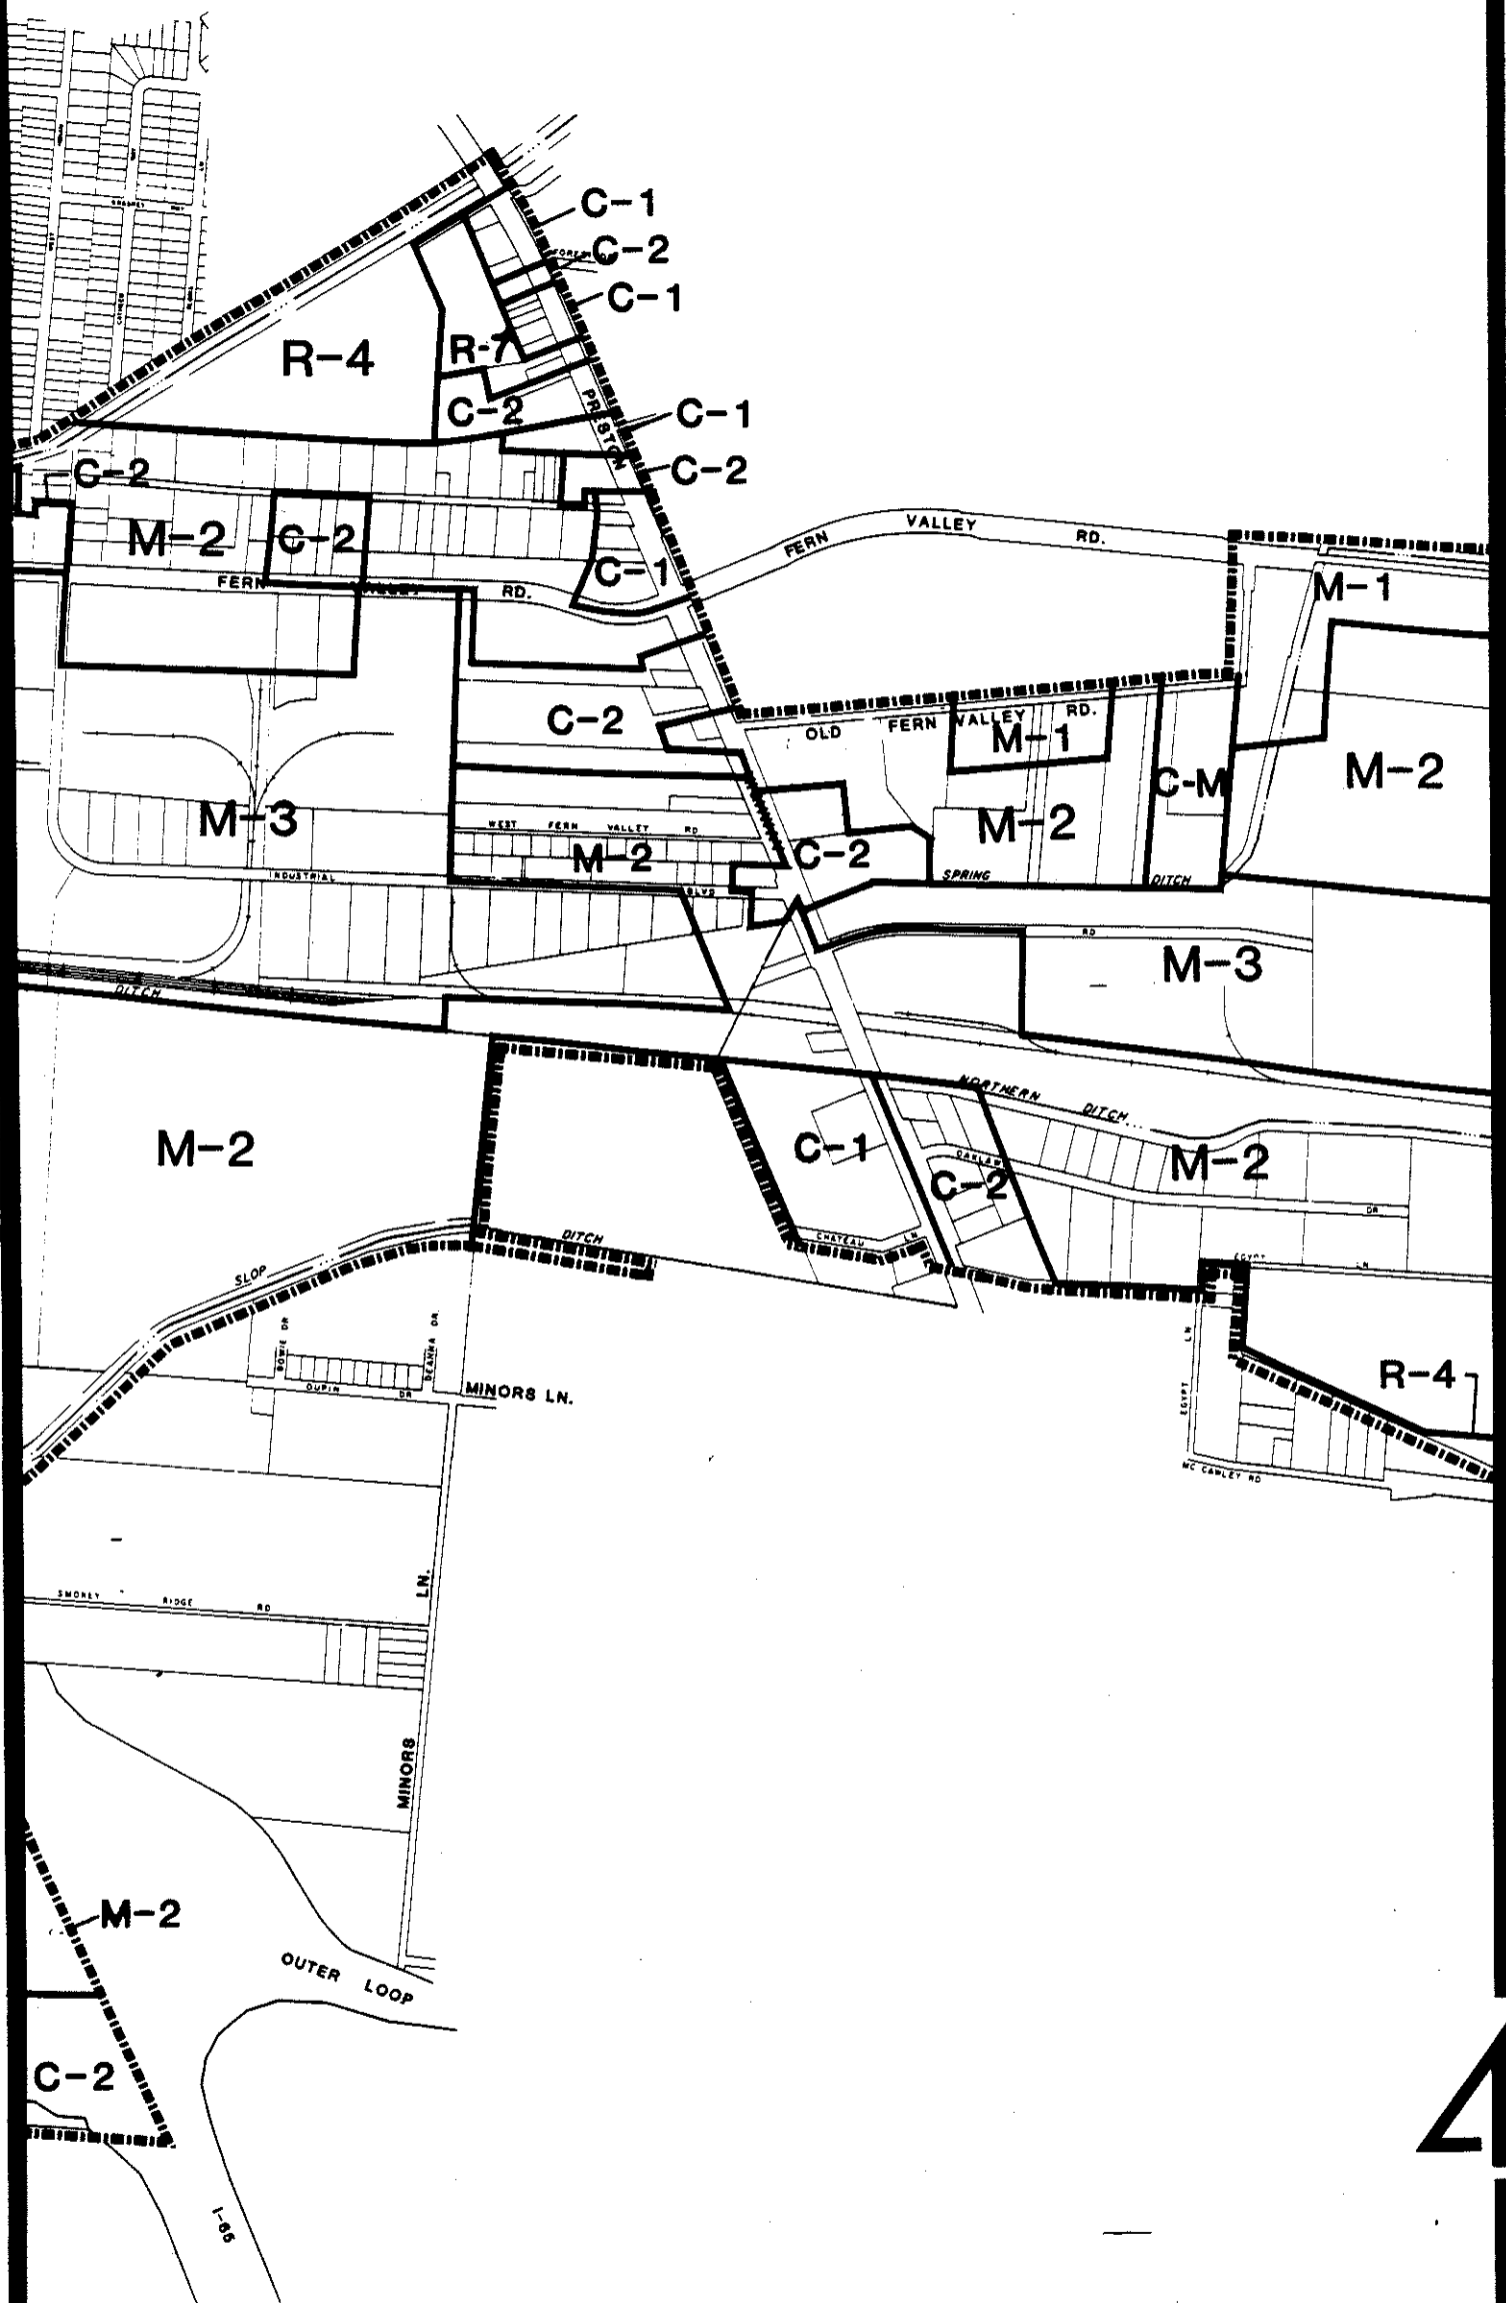 C-1
C-2
C-1
R-4
R-7
C-2
PRESTON
C-1
C-2
C-2
M-2
C-2
C-1
FERN VALLEY RD.
FERN VALLEY RD.
M-1
C-2
OLD FERN VALLEY RD.
M-1
C-M
M-2
M-3
WEST FERN VALLEY RD
M-2
C-2
M-2
INDUSTRIAL BLVD
SPRING DITCH
RD
M-3
DITCH
NORTHERN DITCH
M-2
C-1
M-2
OAKLAWN
C-2
DR
CHATEAU LN
DITCH
SLOP
EGYPT LN
BOWIE DR
DEANNA DR.
DUPIN DR
MINORS LN.
EGYPT LN
R-4
MC CAWLEY RD
SMOKEY RIDGE RD
MINORS LN.
M-2
OUTER LOOP
C-2
I-65